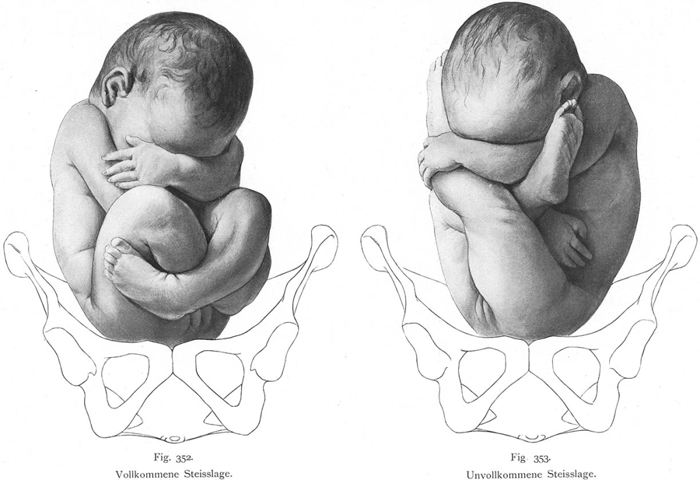 Fig. 352.
Vollkommene Steisslage.
Fig. 353.
Unvollkommene Steisslage.